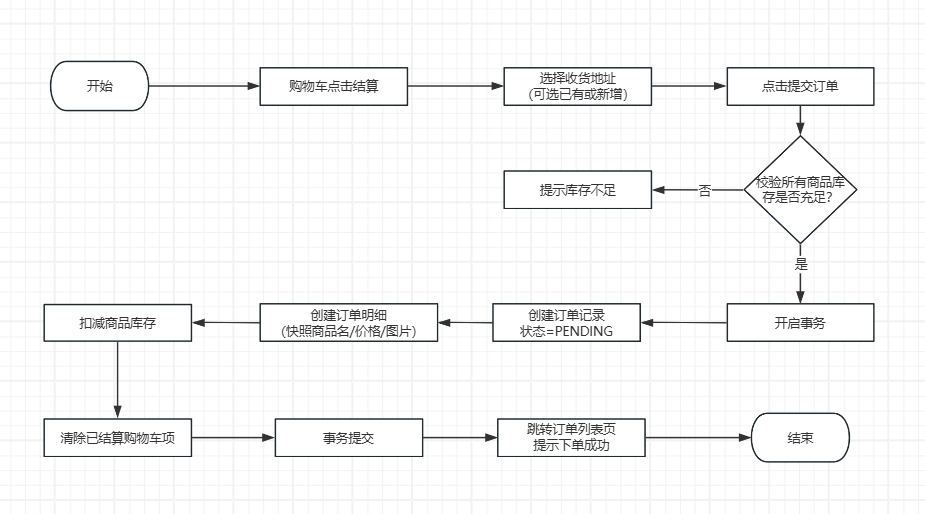 开始
购物车点击结算
选择收货地址
(可选已有或新增)
点击提交订单
校验所有商品库
存是否充足?
否
提示库存不足
是
开启事务
创建订单记录
状态=PENDING
创建订单明细
(快照商品名/价格/图片)
扣减商品库存
清除已结算购物车项
事务提交
跳转订单列表页
提示下单成功
结束